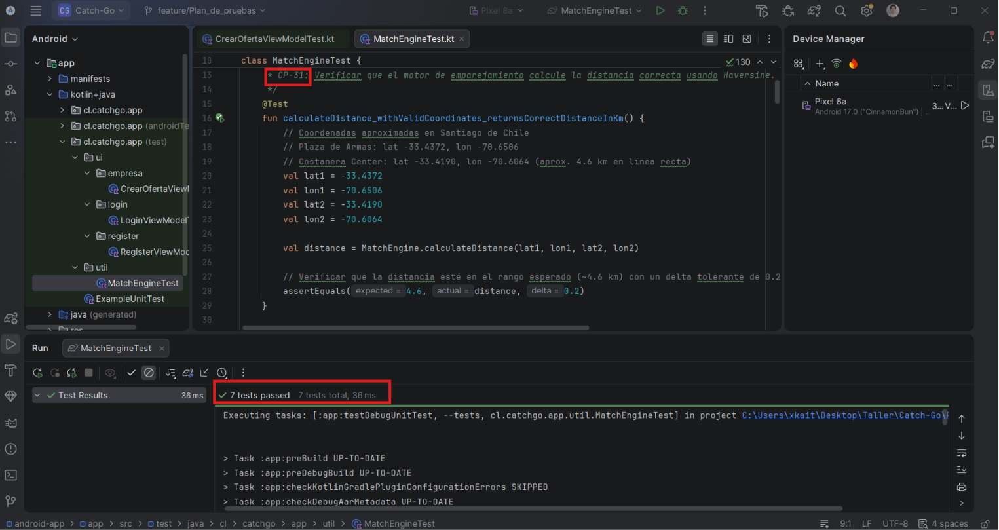 CG Catch-Go
feature/Plan_de_pruebas
Pixel 8a
MatchEngineTest
Android
app
manifests
kotlin+java
cl.catchgo.app
cl.catchgo.app (androidTe
cl.catchgo.app (test)
ui
empresa
CrearOfertaViewM
login
LoginViewModelT
register
RegisterViewMod
util
MatchEngineTest
ExampleUnitTest
java (generated)
res
CrearOfertaViewModelTest.kt
MatchEngineTest.kt
130
10 class MatchEngineTest {
13 * CP-31: Verificar que el motor de emparejamiento calcule la distancia correcta usando Haversine.
14 */
15 @Test
16 fun calculateDistance_withValidCoordinates_returnsCorrectDistanceInKm() {
17 // Coordenadas aproximadas en Santiago de Chile
18 // Plaza de Armas: lat -33.4372, lon -70.6506
19 // Costanera Center: lat -33.4190, lon -70.6064 (aprox. 4.6 km en línea recta)
20 val lat1 = -33.4372
21 val lon1 = -70.6506
22 val lat2 = -33.4190
23 val lon2 = -70.6064
24
25 val distance = MatchEngine.calculateDistance(lat1, lon1, lat2, lon2)
26
27 // Verificar que la distancia esté en el rango esperado (~4.6 km) con un delta tolerante de 0.2
28 assertEquals( expected = 4.6, actual = distance, delta = 0.2)
29 }
30
Device Manager
Name ... ...
Pixel 8a
Android 17.0 ("CinnamonBun") | ..
3... V...
Run
MatchEngineTest
Test Results 36 ms
7 tests passed 7 tests total, 36 ms
Executing tasks: [:app:testDebugUnitTest, --tests, cl.catchgo.app.util.MatchEngineTest] in project C:\Users\xkait\Desktop\Taller\Catch-Go\
> Task :app:preBuild UP-TO-DATE
> Task :app:preDebugBuild UP-TO-DATE
> Task :app:checkKotlinGradlePluginConfigurationErrors SKIPPED
> Task :app:checkDebugAarMetadata UP-TO-DATE
android-app > app > src > test > java > cl > catchgo > app > util > MatchEngineTest
9:1 LF UTF-8 4 spaces